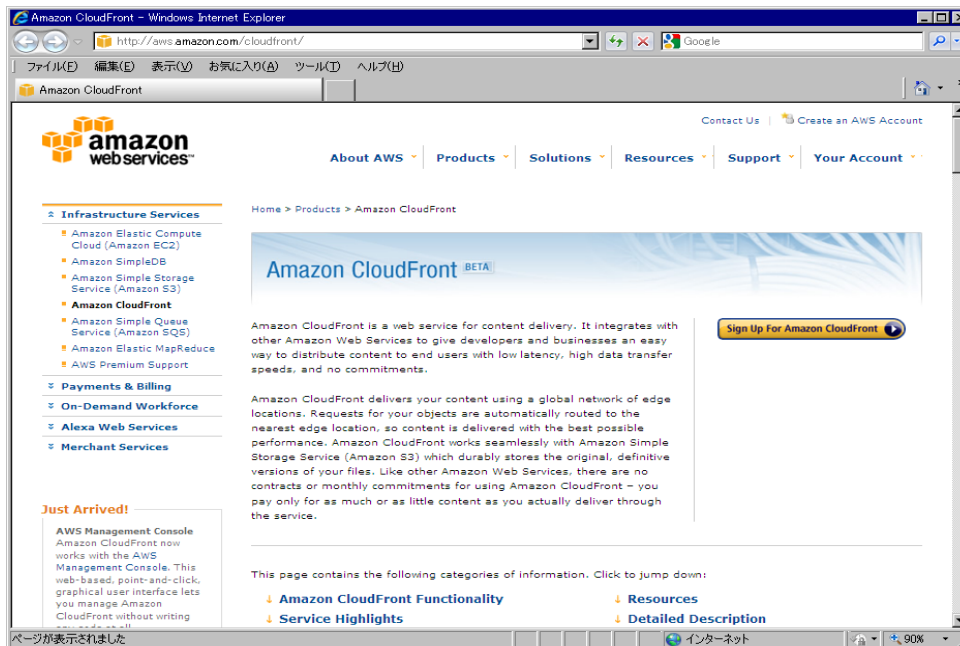 Amazon CloudFront - Windows Internet Explorer
http://aws.amazon.com/cloudfront/
Google
ファイル(F) 編集(E) 表示(V) お気に入り(A) ツール(T) ヘルプ(H)
Amazon CloudFront
amazon
webservices™
Contact Us | Create an AWS Account
About AWS Products Solutions Resources Support Your Account
Infrastructure Services
Amazon Elastic Compute
Cloud (Amazon EC2)
Amazon SimpleDB
Amazon Simple Storage
Service (Amazon S3)
Amazon CloudFront
Amazon Simple Queue
Service (Amazon SQS)
Amazon Elastic MapReduce
AWS Premium Support
Payments & Billing
On-Demand Workforce
Alexa Web Services
Merchant Services
Just Arrived!
AWS Management Console
Amazon CloudFront now
works with the AWS
Management Console. This
web-based, point-and-click,
graphical user interface lets
you manage Amazon
CloudFront without writing
any code at all.
Home > Products > Amazon CloudFront
Amazon CloudFront BETA
Amazon CloudFront is a web service for content delivery. It integrates with
other Amazon Web Services to give developers and businesses an easy
way to distribute content to end users with low latency, high data transfer
speeds, and no commitments.
Amazon CloudFront delivers your content using a global network of edge
locations. Requests for your objects are automatically routed to the
nearest edge location, so content is delivered with the best possible
performance. Amazon CloudFront works seamlessly with Amazon Simple
Storage Service (Amazon S3) which durably stores the original, definitive
versions of your files. Like other Amazon Web Services, there are no
contracts or monthly commitments for using Amazon CloudFront – you
pay only for as much or as little content as you actually deliver through
the service.
Sign Up For Amazon CloudFront
This page contains the following categories of information. Click to jump down:
Amazon CloudFront Functionality
Service Highlights
Resources
Detailed Description
ページが表示されました
インターネット
90%